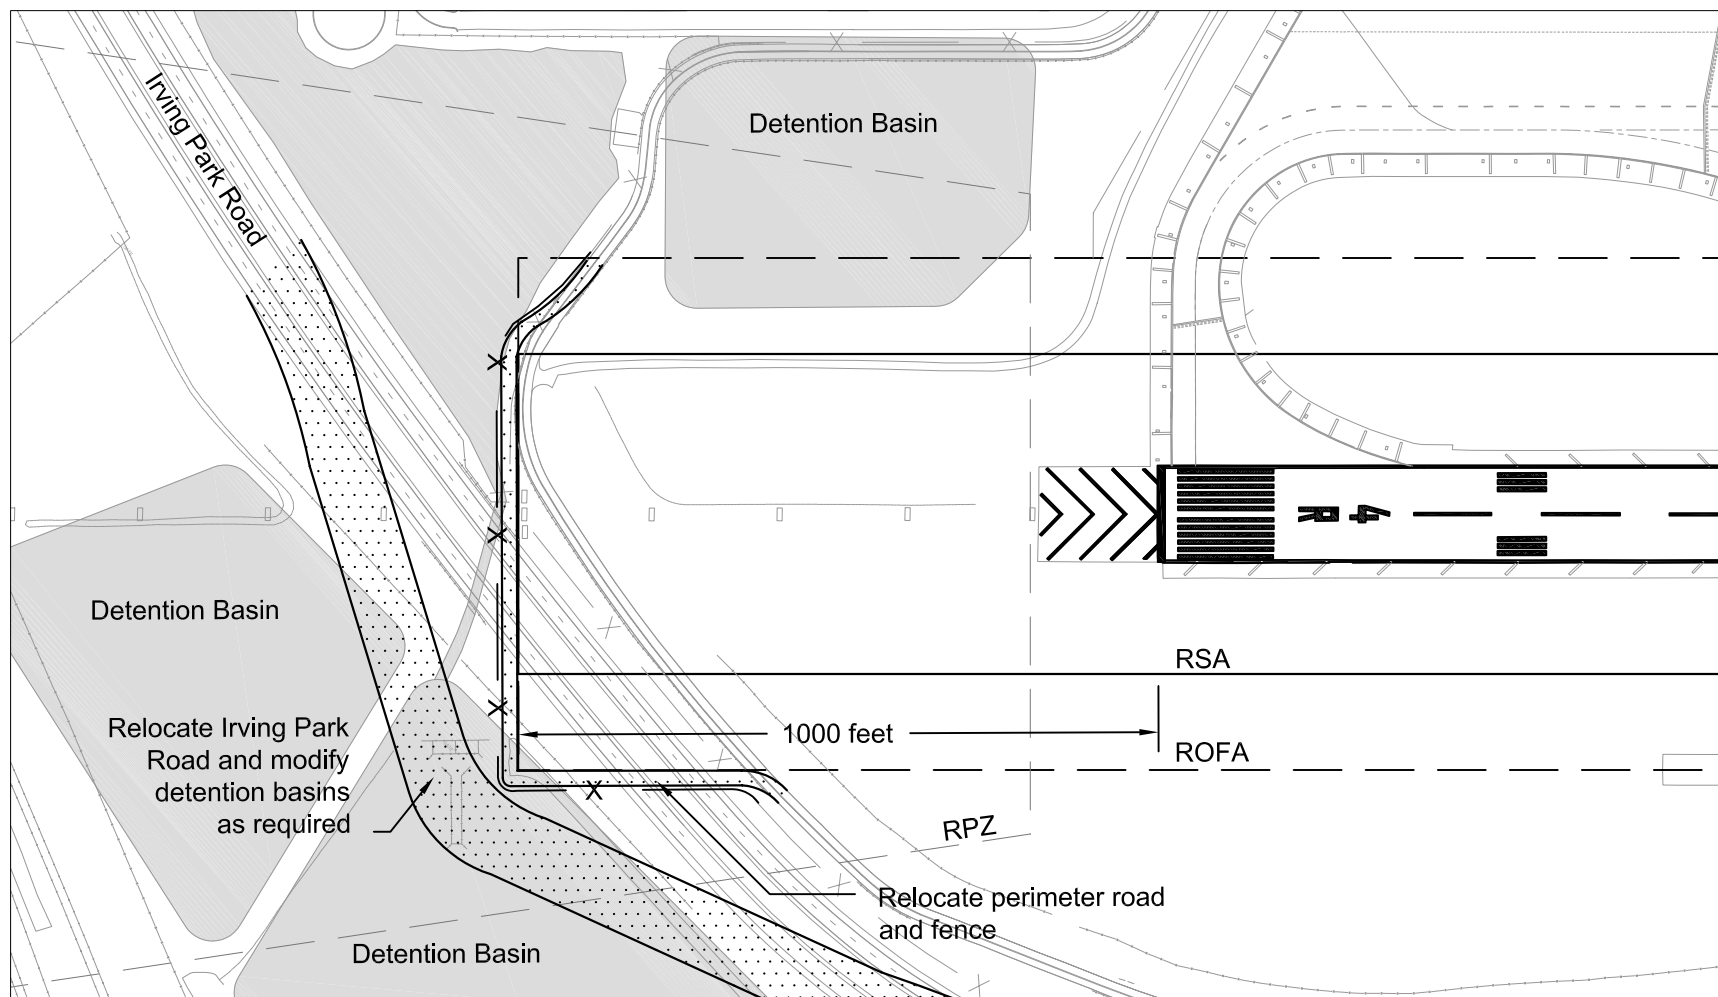 Irving Park Road
Detention Basin
Detention Basin
RSA
Relocate Irving Park
Road and modify
detention basins
as required
1000 feet
ROFA
RPZ
Relocate perimeter road
and fence
Detention Basin